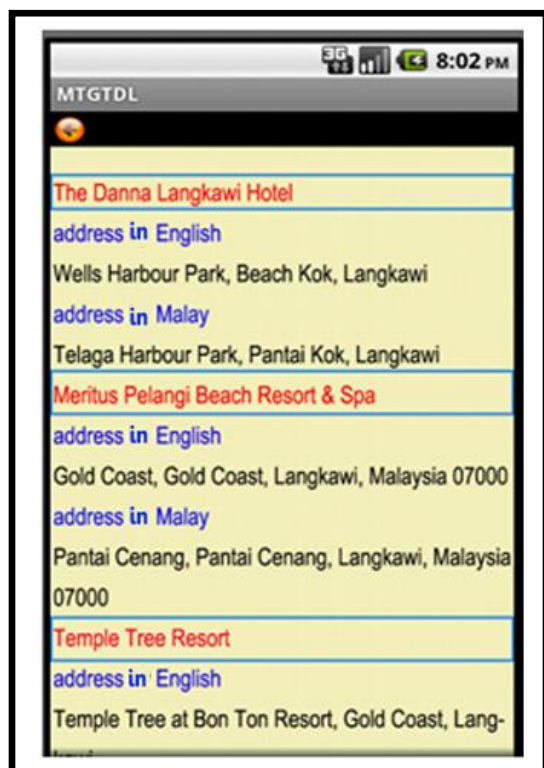 3G 8:02 PM
MTGTDL
The Danna Langkawi Hotel
address in English
Wells Harbour Park, Beach Kok, Langkawi
address in Malay
Telaga Harbour Park, Pantai Kok, Langkawi
Meritus Pelangi Beach Resort & Spa
address in English
Gold Coast, Gold Coast, Langkawi, Malaysia 07000
address in Malay
Pantai Cenang, Pantai Cenang, Langkawi, Malaysia
07000
Temple Tree Resort
address in English
Temple Tree at Bon Ton Resort, Gold Coast, Lang-